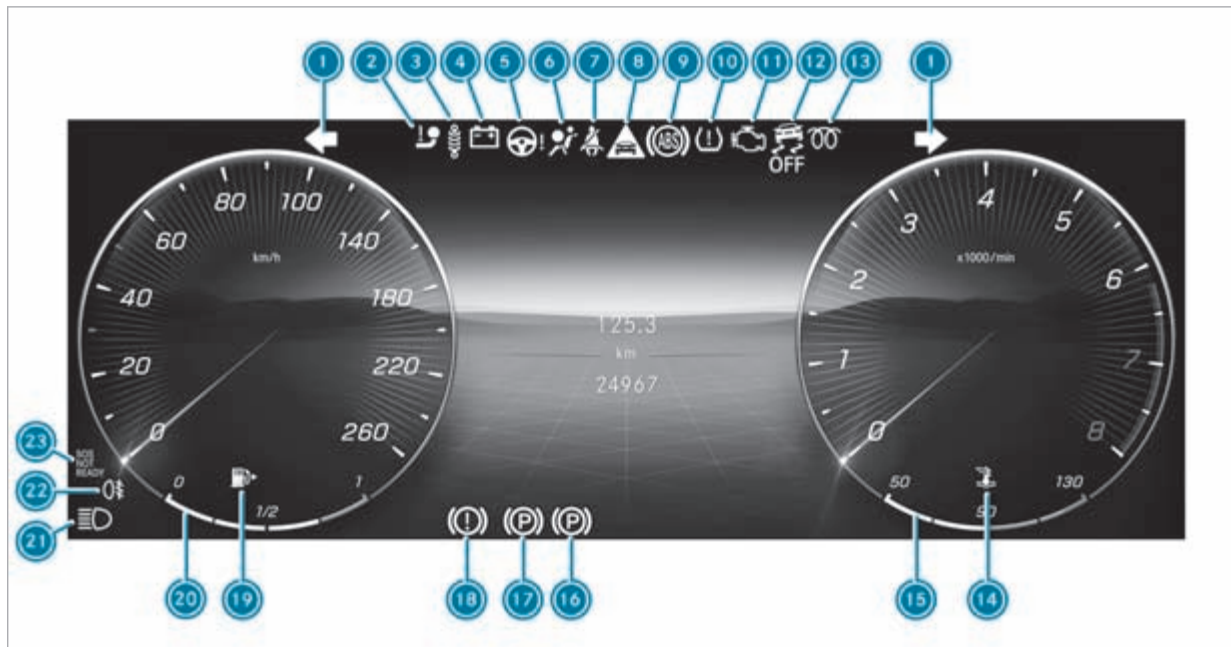 1 2 3 4 5 6 7 8 9 10 11 12 13 1
ABS
OFF
0 20 40 60 80 100 140 180 220 260
km/h
125.3
km
24967
0 1 2 3 4 5 6 7 8
x1000/min
23
SOS
NOT
READY
22
21
0 1/2 1
P P
50 90 130
20 19 18 17 16 15 14